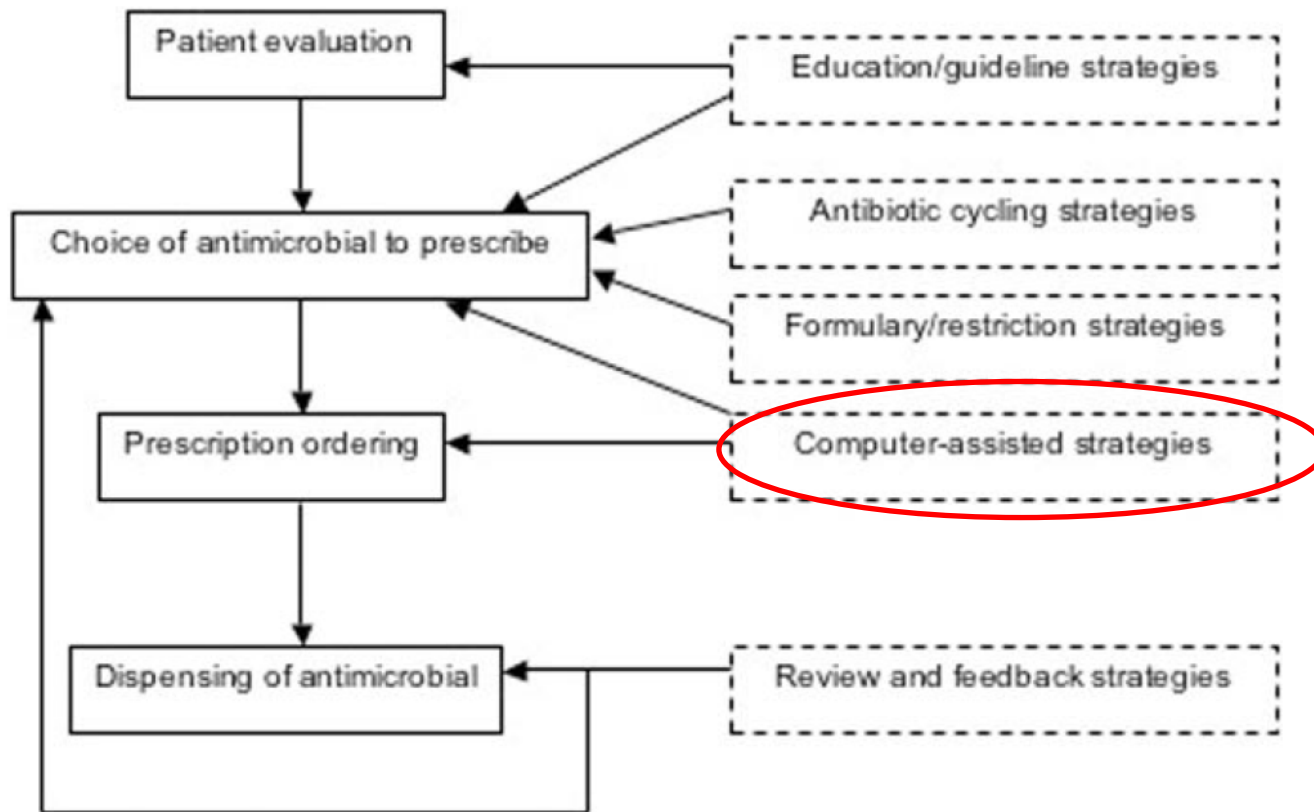 Patient evaluation
Education/guideline strategies
Choice of antimicrobial to prescribe
Antibiotic cycling strategies
Formulary/restriction strategies
Prescription ordering
Computer-assisted strategies
Dispensing of antimicrobial
Review and feedback strategies